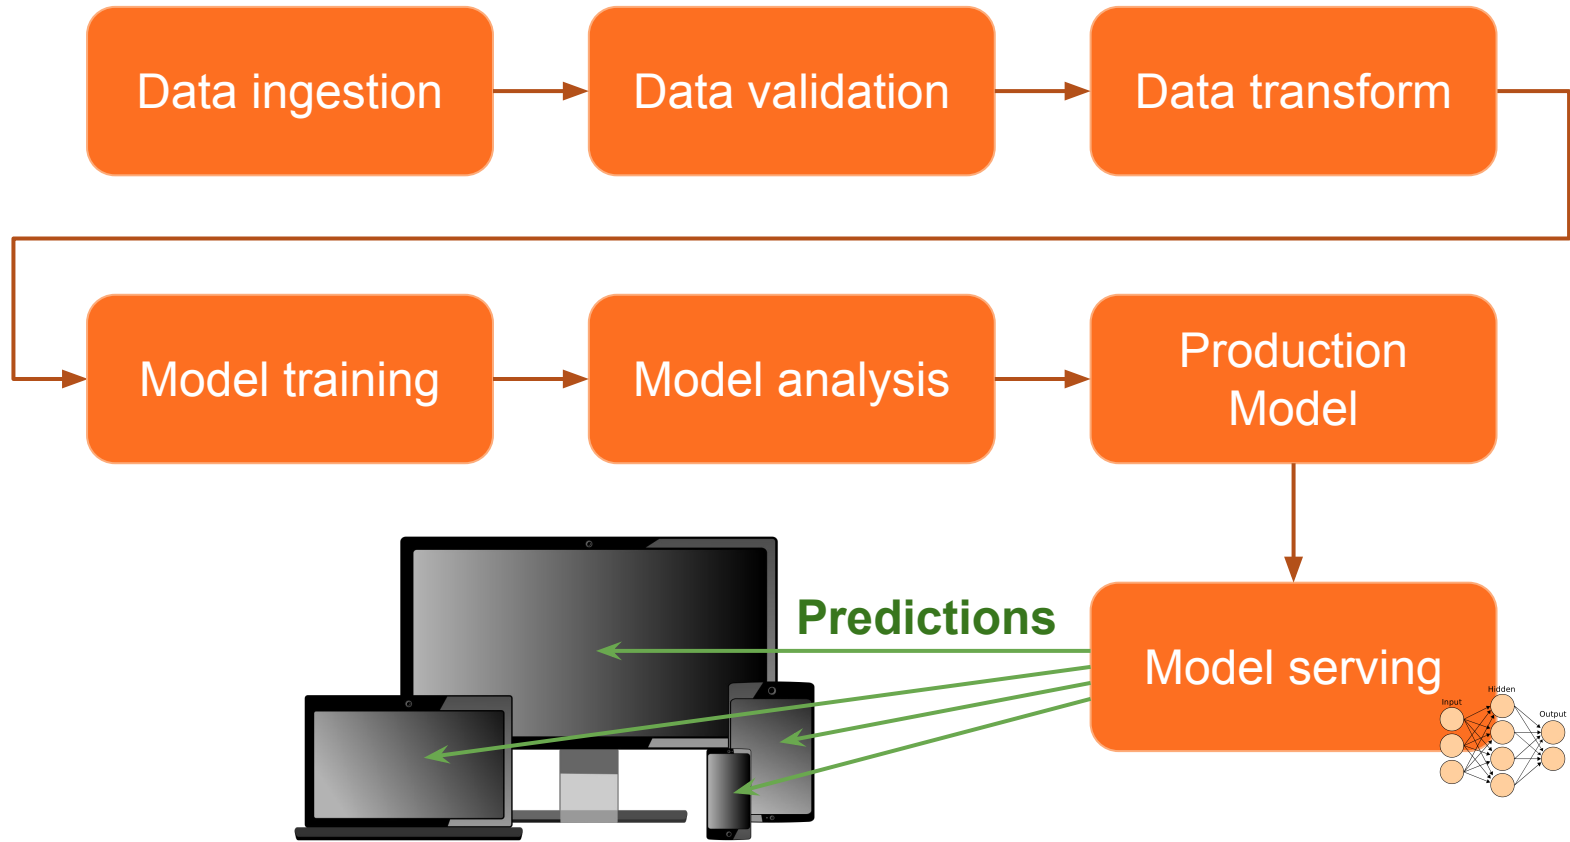 Data ingestion
Data validation
Data transform
Model training
Model analysis
Production
Model
Predictions
Model serving
Input
Hidden
Output